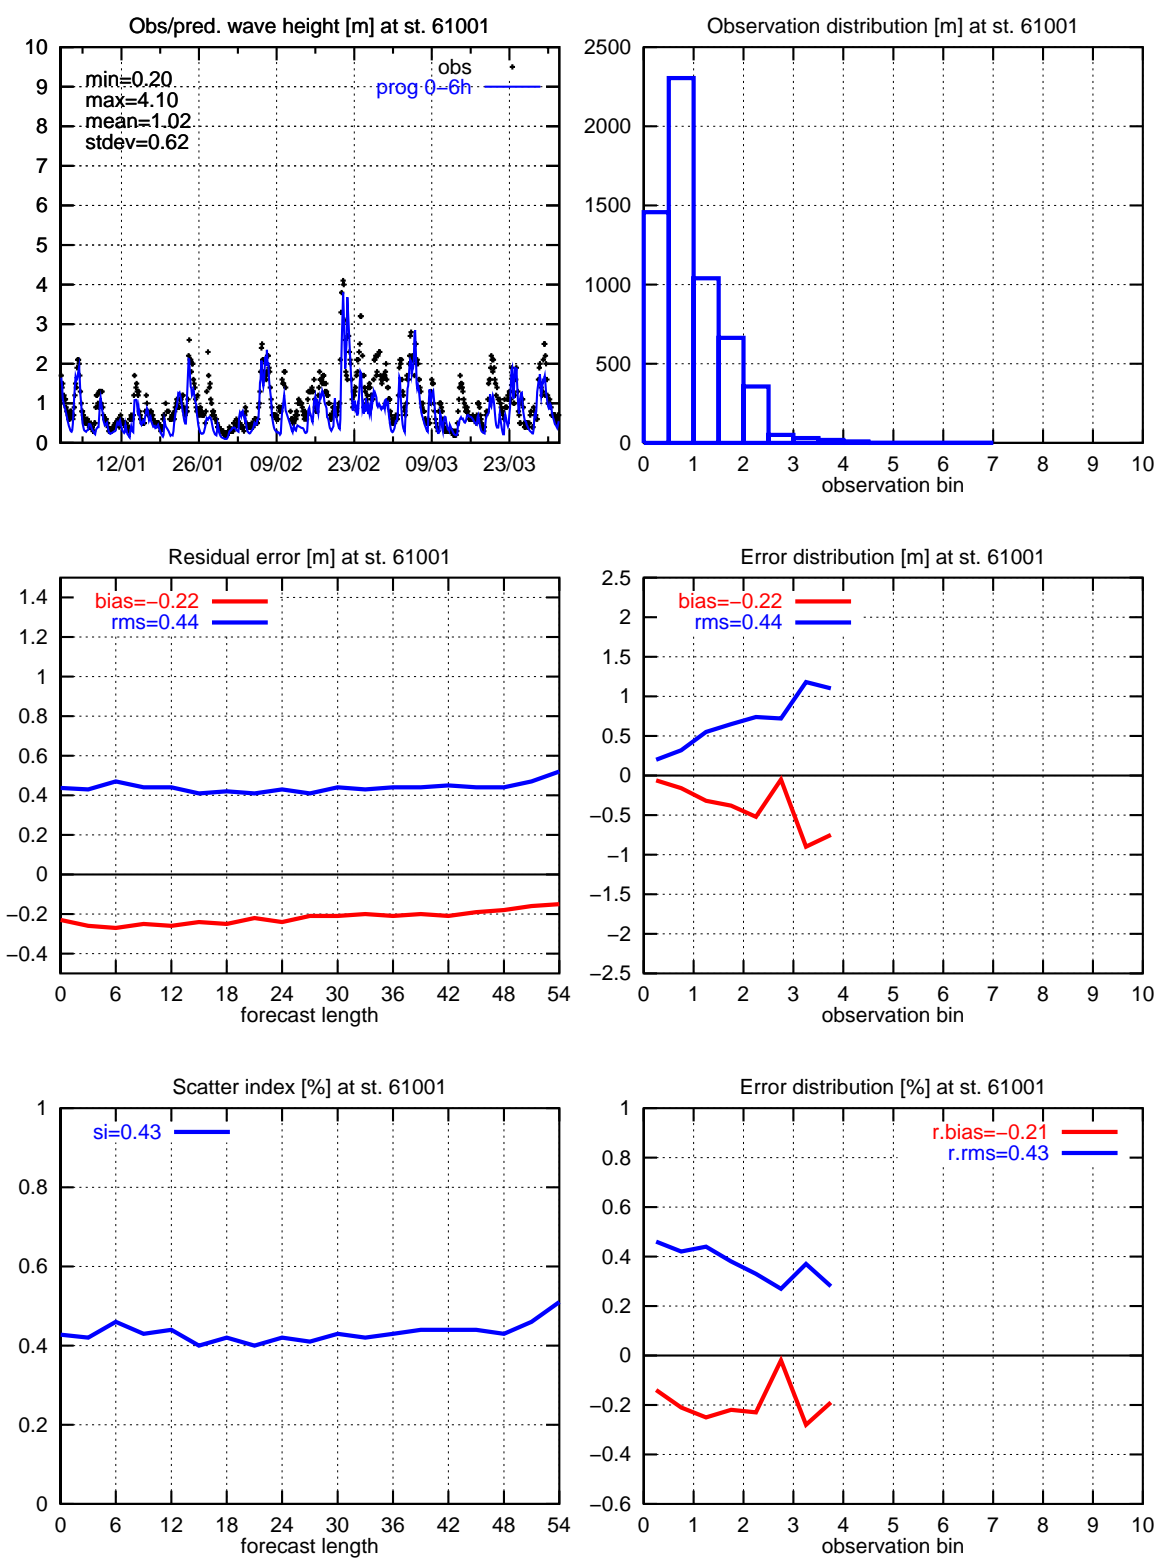 Obs/pred. wave height [m] at st. 61001
10
9
8
7
6
5
4
3
2
1
0
min=0.20
max=4.10
mean=1.02
stdev=0.62
obs
prog 0-6h
12/01 26/01 09/02 23/02 09/03 23/03
Observation distribution [m] at st. 61001
2500
2000
1500
1000
500
0
0 1 2 3 4 5 6 7 8 9 10
observation bin
Residual error [m] at st. 61001
1.4
1.2
1
0.8
0.6
0.4
0.2
0
-0.2
-0.4
bias=-0.22
rms=0.44
0 6 12 18 24 30 36 42 48 54
forecast length
Error distribution [m] at st. 61001
2.5
2
1.5
1
0.5
0
-0.5
-1
-1.5
-2
-2.5
bias=-0.22
rms=0.44
0 1 2 3 4 5 6 7 8 9 10
observation bin
Scatter index [%] at st. 61001
1
0.8
0.6
0.4
0.2
0
si=0.43
0 6 12 18 24 30 36 42 48 54
forecast length
Error distribution [%] at st. 61001
1
0.8
0.6
0.4
0.2
0
-0.2
-0.4
-0.6
r.bias=-0.21
r.rms=0.43
0 1 2 3 4 5 6 7 8 9 10
observation bin